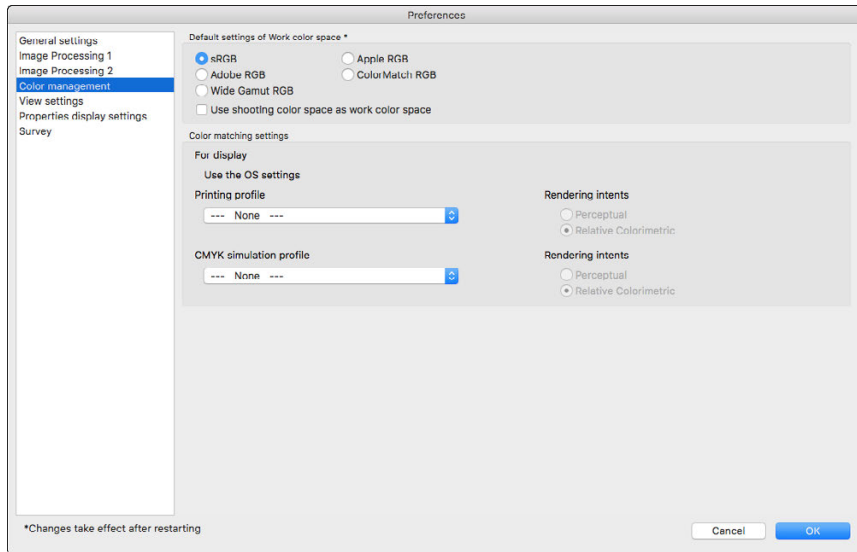 Preferences
General settings
Image Processing 1
Image Processing 2
Color management
View settings
Properties display settings
Survey
Default settings of Work color space *
sRGB
Apple RGB
Adobe RGB
ColorMatch RGB
Wide Gamut RGB
Use shooting color space as work color space
Color matching settings
For display
Use the OS settings
Printing profile
Rendering intents
--- None ---
Perceptual
Relative Colorimetric
CMYK simulation profile
Rendering intents
--- None ---
Perceptual
Relative Colorimetric
*Changes take effect after restarting
Cancel
OK